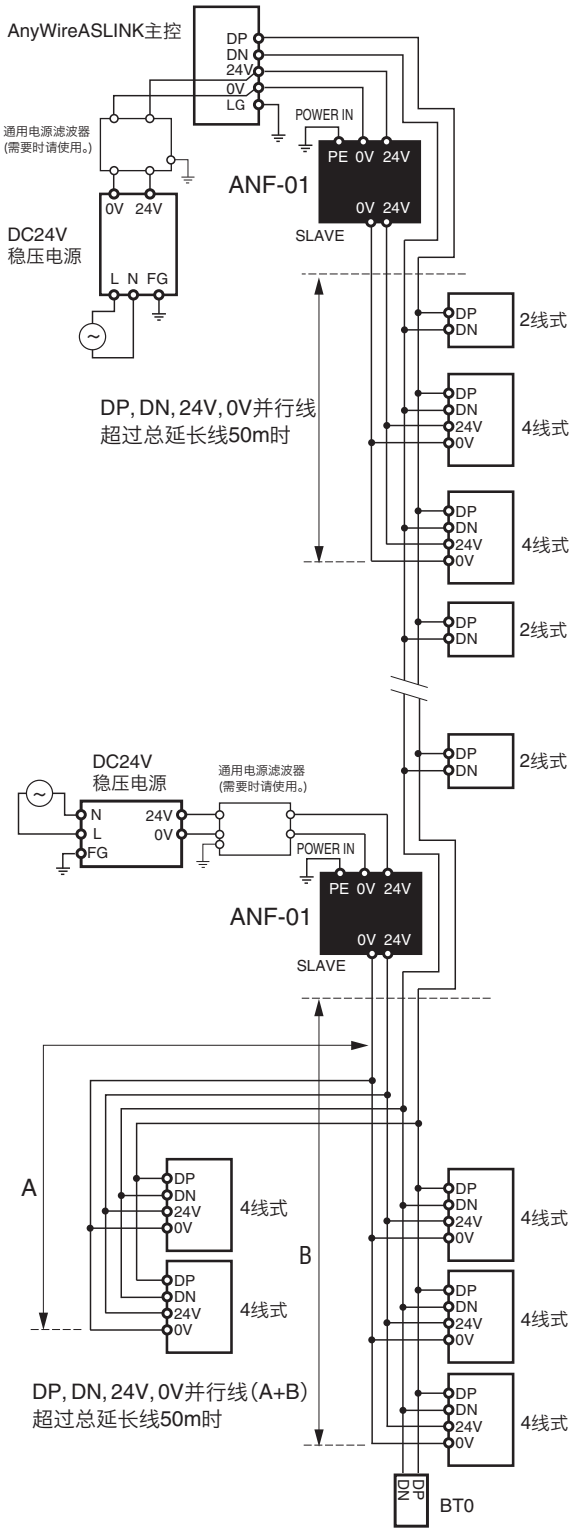 AnyWireASLINK主控
DP
DN
24V
0V
LG
通用电源滤波器
(需要时请使用。)
POWER IN
PE 0V 24V
ANF-01
0V 24V
SLAVE
0V 24V
DC24V
稳压电源
L N FG
~
DP
DN
2线式
DP, DN, 24V, 0V并行线
超过总延长线50m时
DP
DN
24V
0V
4线式
DP
DN
24V
0V
4线式
DP
DN
2线式
DP
DN
2线式
DC24V
稳压电源
通用电源滤波器
(需要时请使用。)
~
N
L
FG
24V
0V
POWER IN
PE 0V 24V
ANF-01
0V 24V
SLAVE
A
DP
DN
24V
0V
4线式
DP
DN
24V
0V
4线式
B
DP
DN
24V
0V
4线式
DP
DN
24V
0V
4线式
DP
DN
24V
0V
4线式
DP, DN, 24V, 0V并行线(A+B)
超过总延长线50m时
DP
DN
BT0